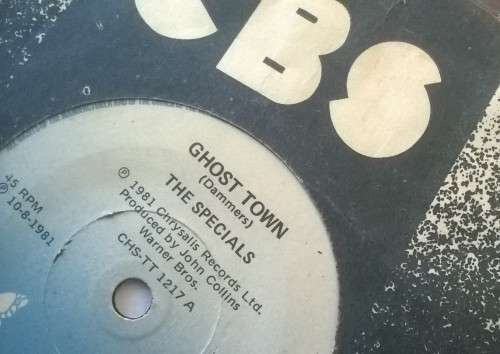 CBS
GHOST TOWN
(Dammers)
THE SPECIALS
℗ 1981 Chrysalis Records Ltd.
Produced by John Collins
Warner Bros.
CHS-TT 1217 A
45 RPM
℗ 10-8-1981